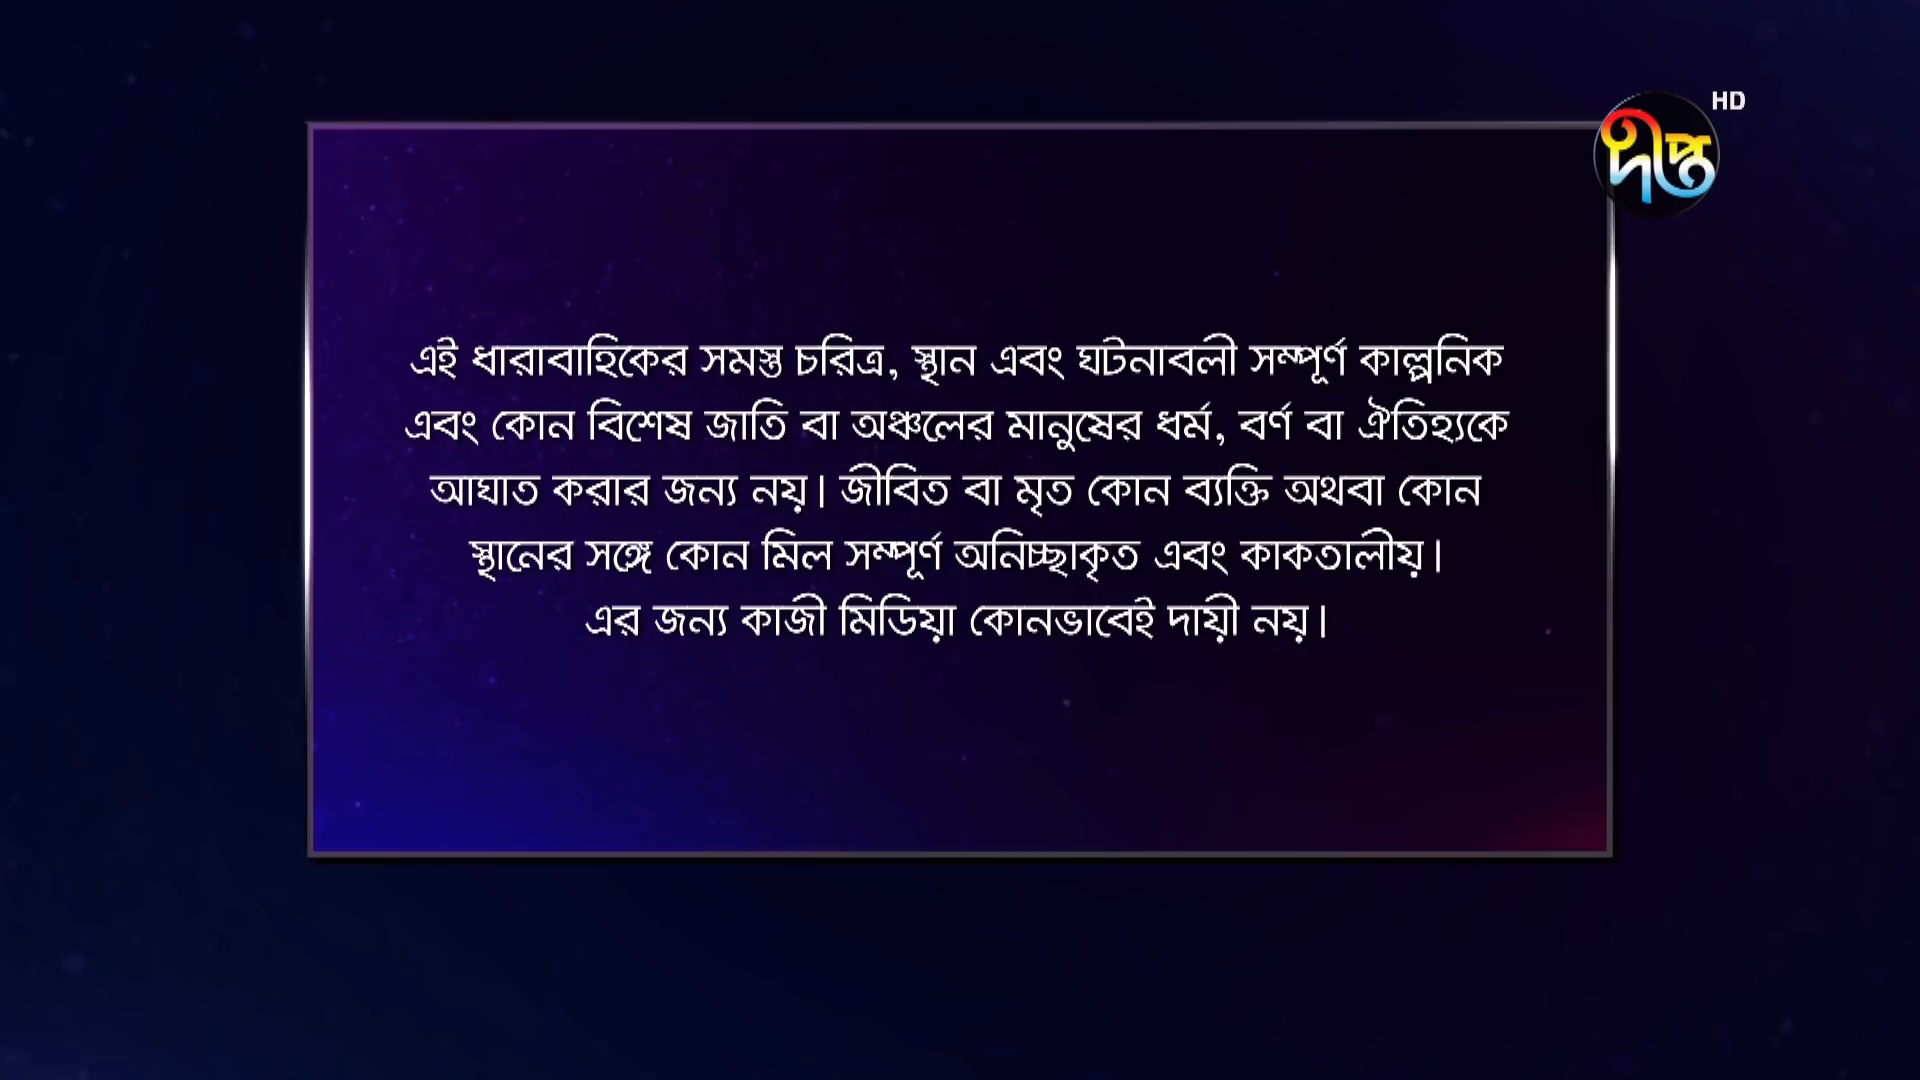 HD
দীপ্ত
এই ধারাবাহিকের সমস্ত চরিত্র, স্থান এবং ঘটনাবলী সম্পূর্ণ কাল্পনিক
এবং কোন বিশেষ জাতি বা অঞ্চলের মানুষের ধর্ম, বর্ণ বা ঐতিহ্যকে
আঘাত করার জন্য নয়। জীবিত বা মৃত কোন ব্যক্তি অথবা কোন
স্থানের সঙ্গে কোন মিল সম্পূর্ণ অনিচ্ছাকৃত এবং কাকতালীয়।
এর জন্য কাজী মিডিয়া কোনভাবেই দায়ী নয়।